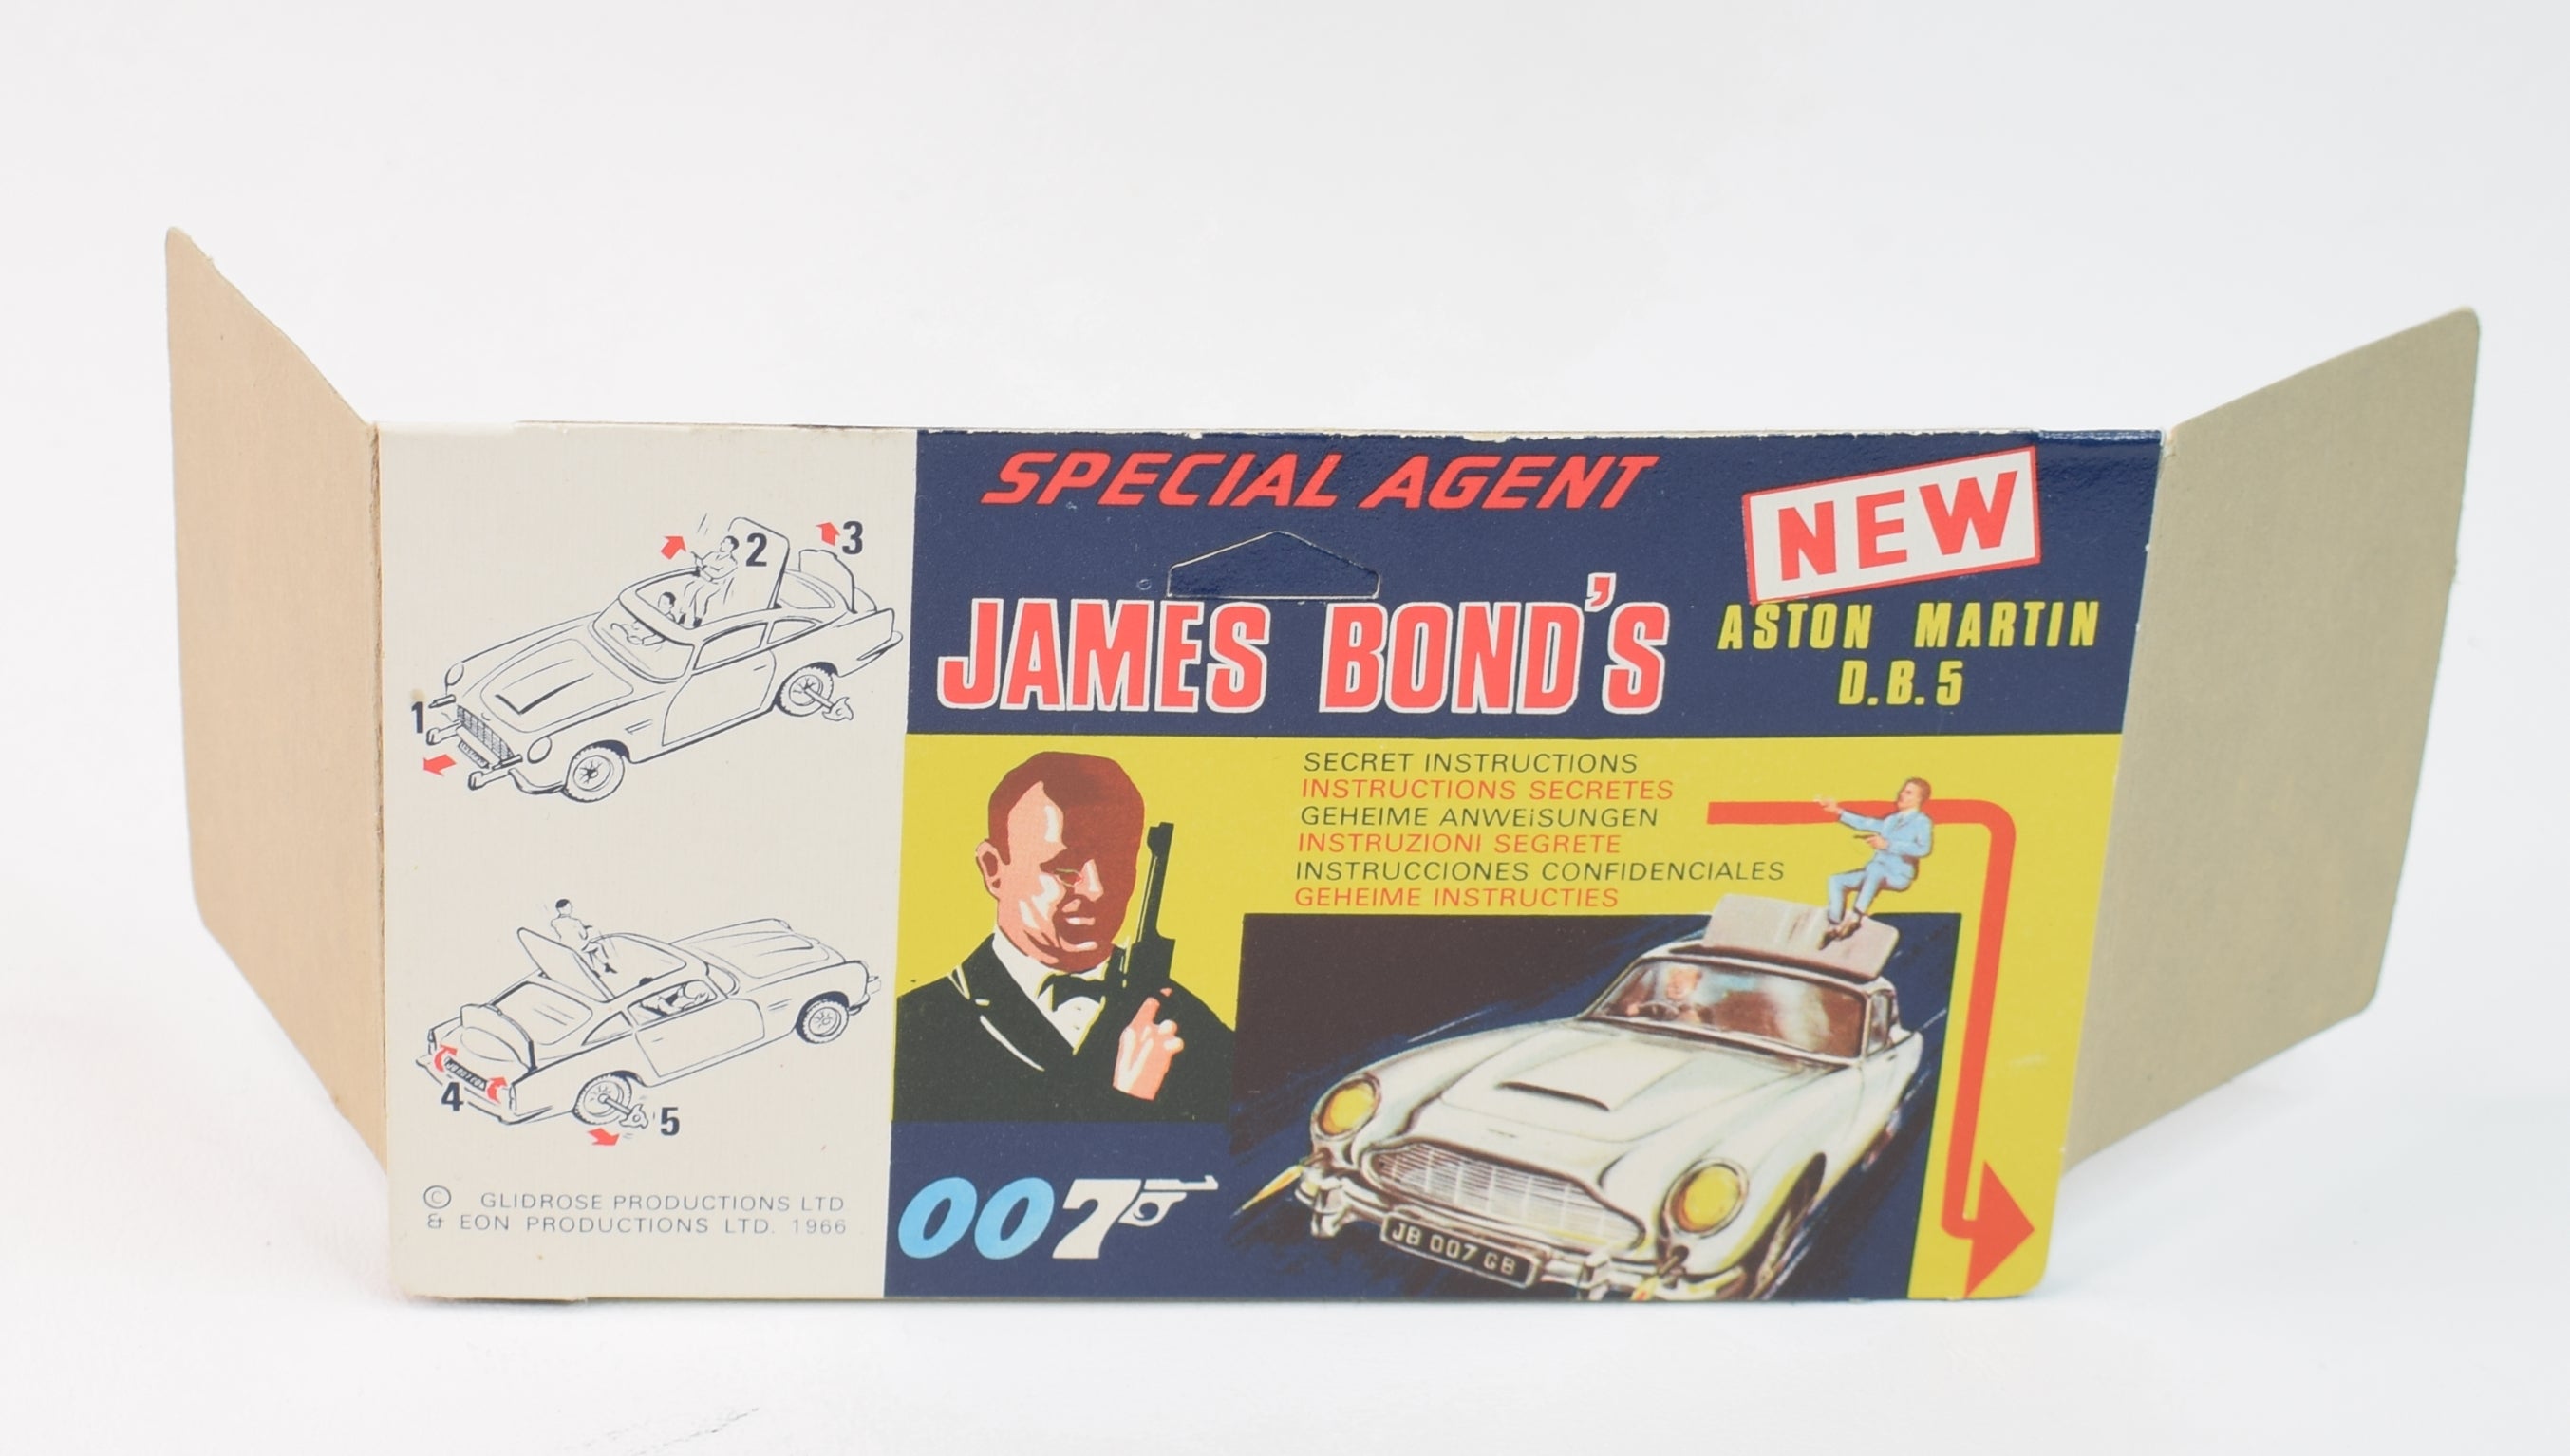 2
3
1
4
5
© GLIDROSE PRODUCTIONS LTD
& EON PRODUCTIONS LTD. 1966
SPECIAL AGENT
JAMES BOND'S
NEW
ASTON MARTIN
D.B.5
SECRET INSTRUCTIONS
INSTRUCTIONS SECRETES
GEHEIME ANWEiSUNGEN
INSTRUZIONI SEGRETE
INSTRUCCIONES CONFIDENCIALES
GEHEIME INSTRUCTIES
007
JB 007 GB